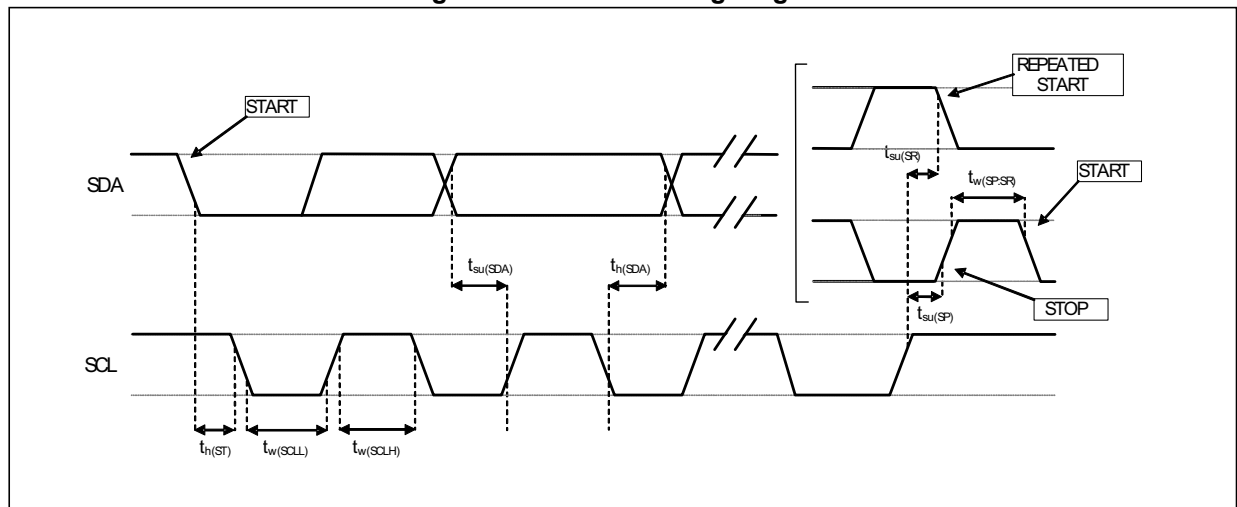 REPEATED
START
START
tsu(SR)
tw(SP:SR)
START
SDA
tsu(SDA)
th(SDA)
tsu(SP)
STOP
SCL
th(ST)
tw(SCLL)
tw(SCLH)